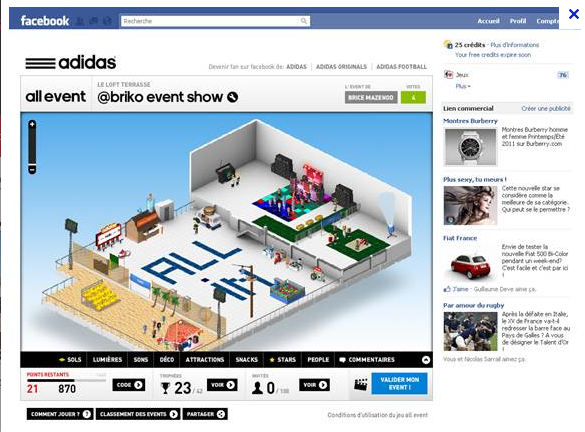 facebook
Recherche
Accueil Profil Compte
adidas
Devenir fan sur facebook de: ADIDAS | ADIDAS ORIGINALS | ADIDAS FOOTBALL
all event
LE LOFT TERRASSE
@briko event show
L'EVENT DE
BRICE MAZENOD
VOTES
4
ALL
in
SOLS LUMIÈRES SONS DÉCO ATTRACTIONS SNACKS STARS PEOPLE COMMENTAIRES
POINTS RESTANTS
21 870
CODE
TROPHÉES
23 / 42
VOIR
INVITÉS
0 / 108
VOIR
VALIDER MON
EVENT !
COMMENT JOUER ? CLASSEMENT DES EVENTS PARTAGER
Conditions d'utilisation du jeu all event
25 crédits - Plus d'informations
Your free credits expire soon
Jeux 76
Plus
Lien commercial Créer une publicité
Montres Burberry
Montres Burberry homme
et femme Printemps/Eté
2011 sur Burberry.com
Plus sexy, tu meurs !
Cette nouvelle star se
considère comme la
meilleure de sa catégorie.
Qui peut se le permettre ?
Fiat France
Envie de tester la
nouvelle Fiat 500 Bi-Color
pendant un week-end?
C'est facile et c'est par ici
!
J'aime · Guillaume Deve aime ça.
Par amour du rugby
Après la défaite en Italie,
le XV de France va-t-il
redresser la barre face au
Pays de Galles ? A vous
de désigner le Talent d'Or
!
Vous et Nicolas Sarrail aimez ça.